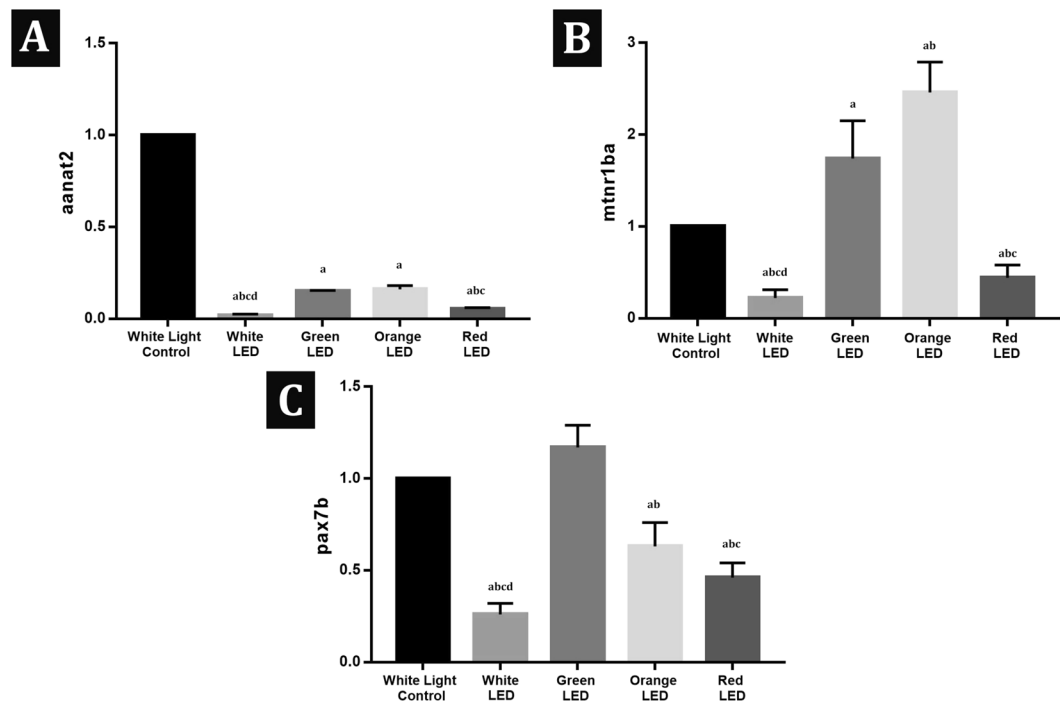 A
aanat2
1.5
1.0
0.5
0.0
abcd
a
a
abc
White Light Control
White LED
Green LED
Orange LED
Red LED
B
mtnr1ba
3
2
1
0
abcd
a
ab
abc
White Light Control
White LED
Green LED
Orange LED
Red LED
C
pax7b
1.5
1.0
0.5
0.0
abcd
ab
abc
White Light Control
White LED
Green LED
Orange LED
Red LED